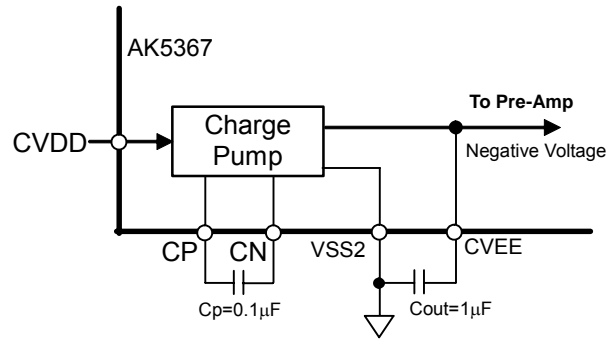 AK5367
To Pre-Amp
CVDD
Charge
Pump
Negative Voltage
CP
CN
VSS2
CVEE
Cp=0.1μF
Cout=1μF